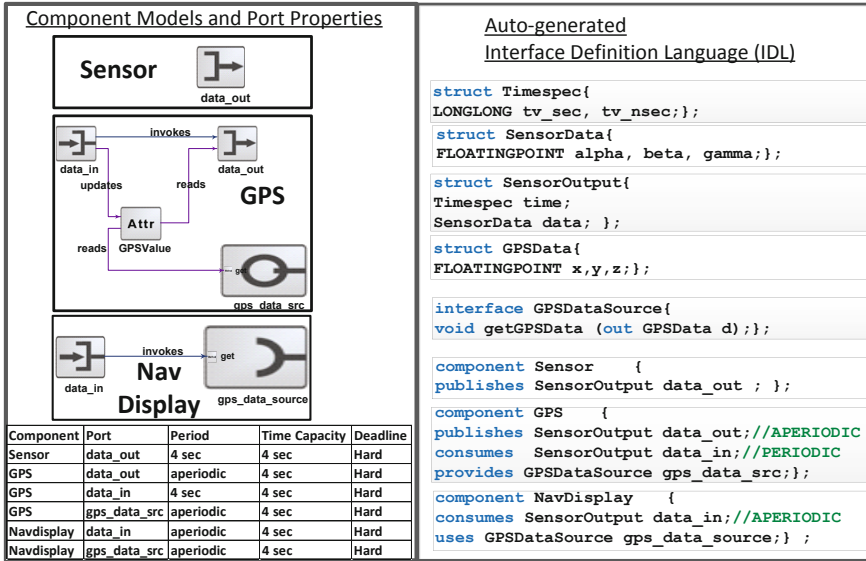 Component Models and Port Properties
Sensor
data_out
invokes
data_in
data_out
updates
reads
GPS
Attr
GPSValue
reads
get
gps_data_src
invokes
get
data_in
Nav
Display
gps_data_source
Component Port Period Time Capacity Deadline
Sensor data_out 4 sec 4 sec Hard
GPS data_out aperiodic 4 sec Hard
GPS data_in 4 sec 4 sec Hard
GPS gps_data_src aperiodic 4 sec Hard
Navdisplay data_in aperiodic 4 sec Hard
Navdisplay gps_data_src aperiodic 4 sec Hard
Auto-generated
Interface Definition Language (IDL)
struct Timespec{
LONGLONG tv_sec, tv_nsec;};
struct SensorData{
FLOATINGPOINT alpha, beta, gamma;};
struct SensorOutput{
Timespec time;
SensorData data; };
struct GPSData{
FLOATINGPOINT x,y,z;};
interface GPSDataSource{
void getGPSData (out GPSData d);};
component Sensor {
publishes SensorOutput data_out ; };
component GPS {
publishes SensorOutput data_out;//APERIODIC
consumes SensorOutput data_in;//PERIODIC
provides GPSDataSource gps_data_src;};
component NavDisplay {
consumes SensorOutput data_in;//APERIODIC
uses GPSDataSource gps_data_source;} ;